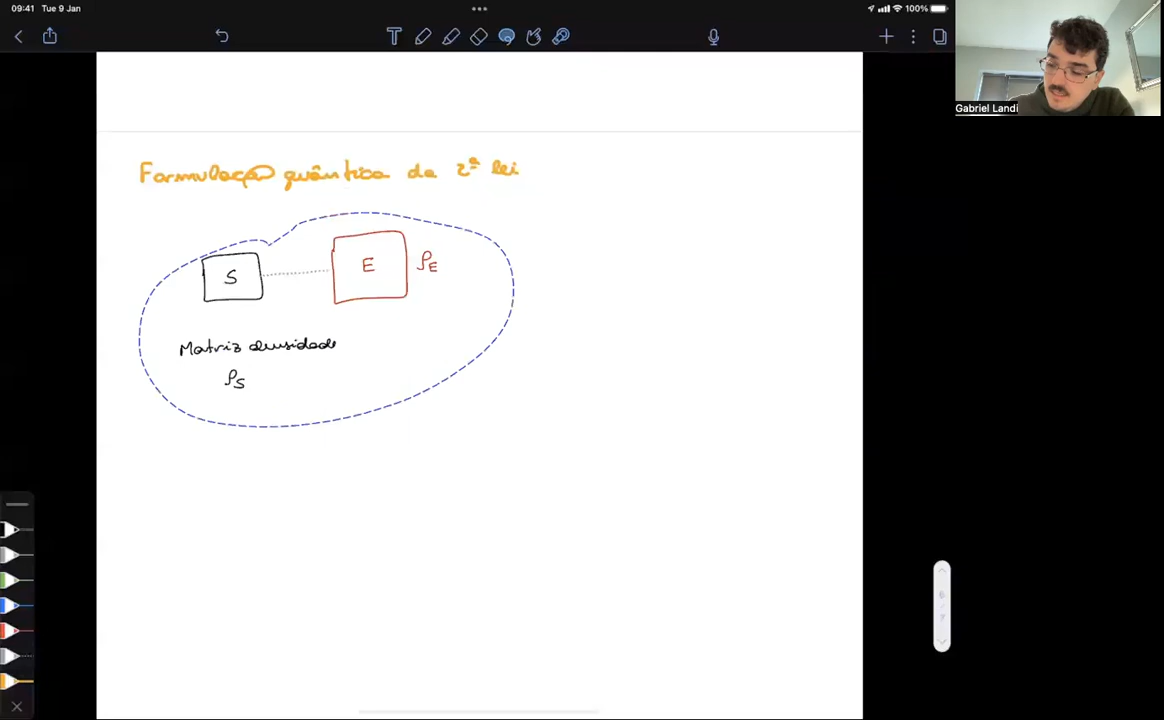 09:41 Tue 9 Jan
100%
T
Gabriel Landi
Formulação quântica da 2ª lei
S
E
ρE
Matriz densidade
ρS